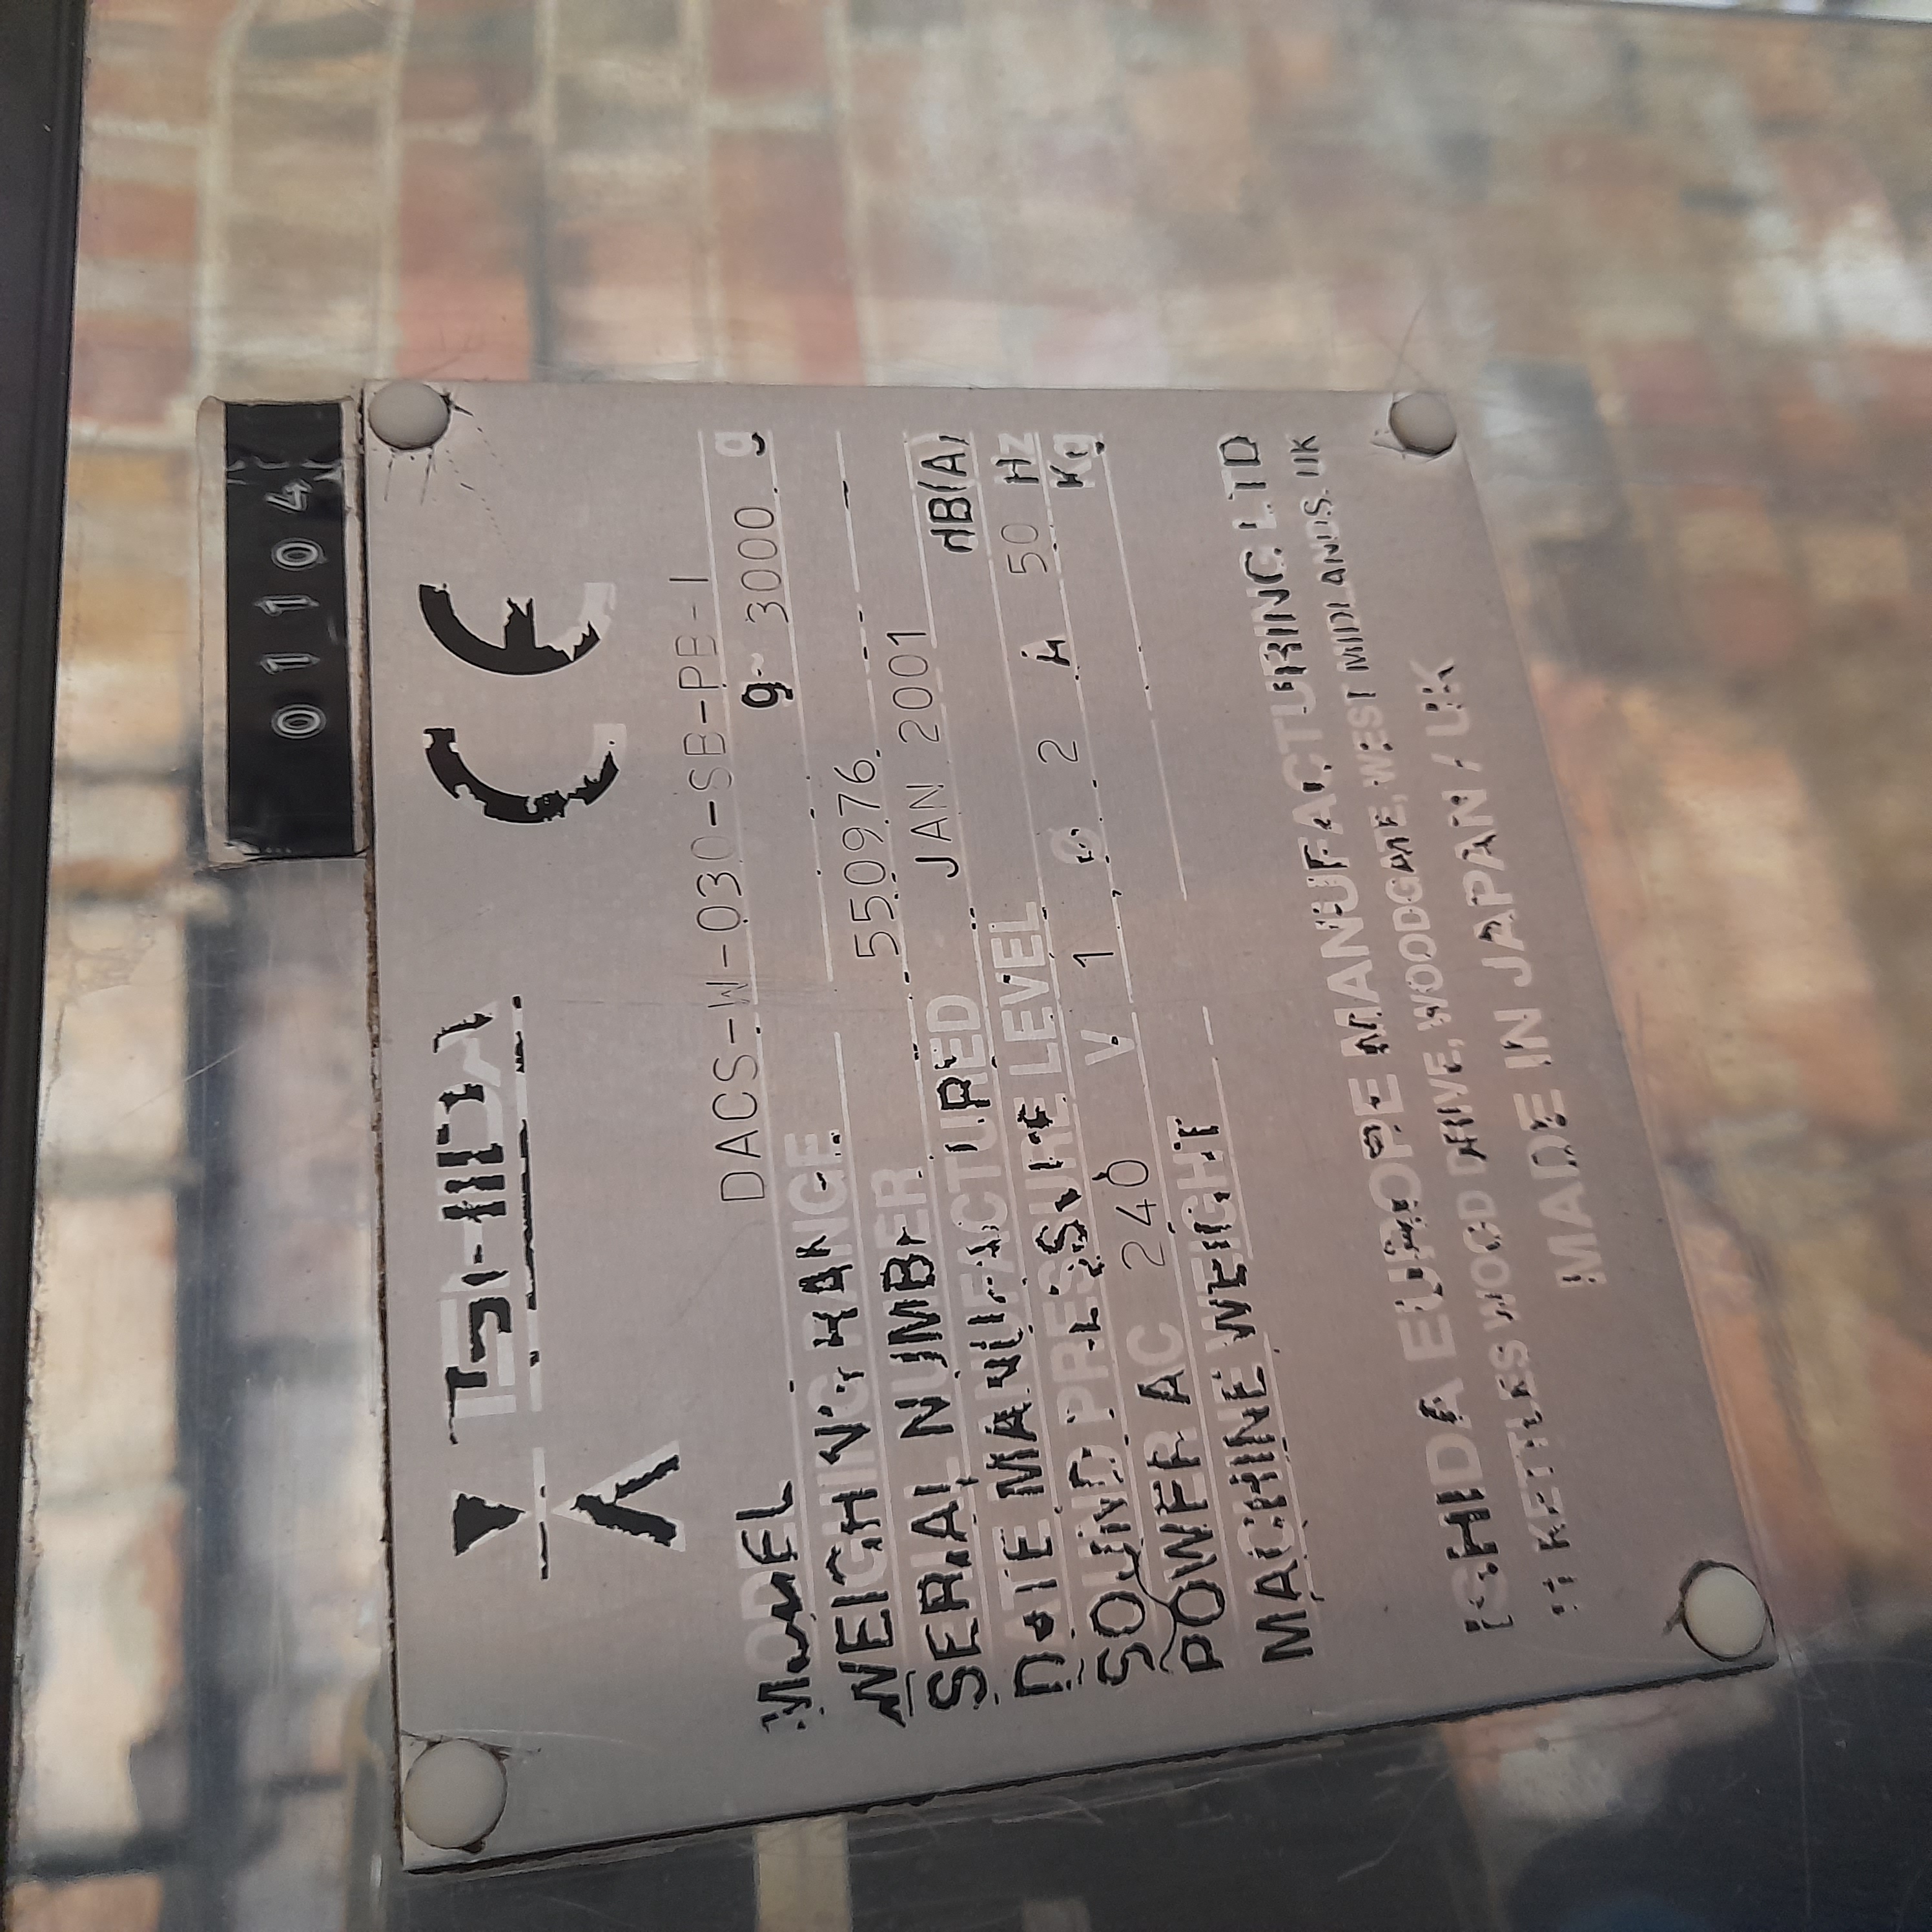 01104
ISHIDA CE
MODEL DACS-W-030-SB-PB-I
WEIGHING RANGE g~ 3000 g
SERIAL NUMBER 550976
DATE MANUFACTURED JAN 2001
SOUND PRESSURE LEVEL dB(A)
POWER AC 240 V 1 Ø 2 A 50 Hz
MACHINE WEIGHT Kg
ISHIDA EUROPE MANUFACTURING LTD
11 KETTLES WOOD DRIVE, WOODGATE, WEST MIDLANDS. UK
MADE IN JAPAN / UK